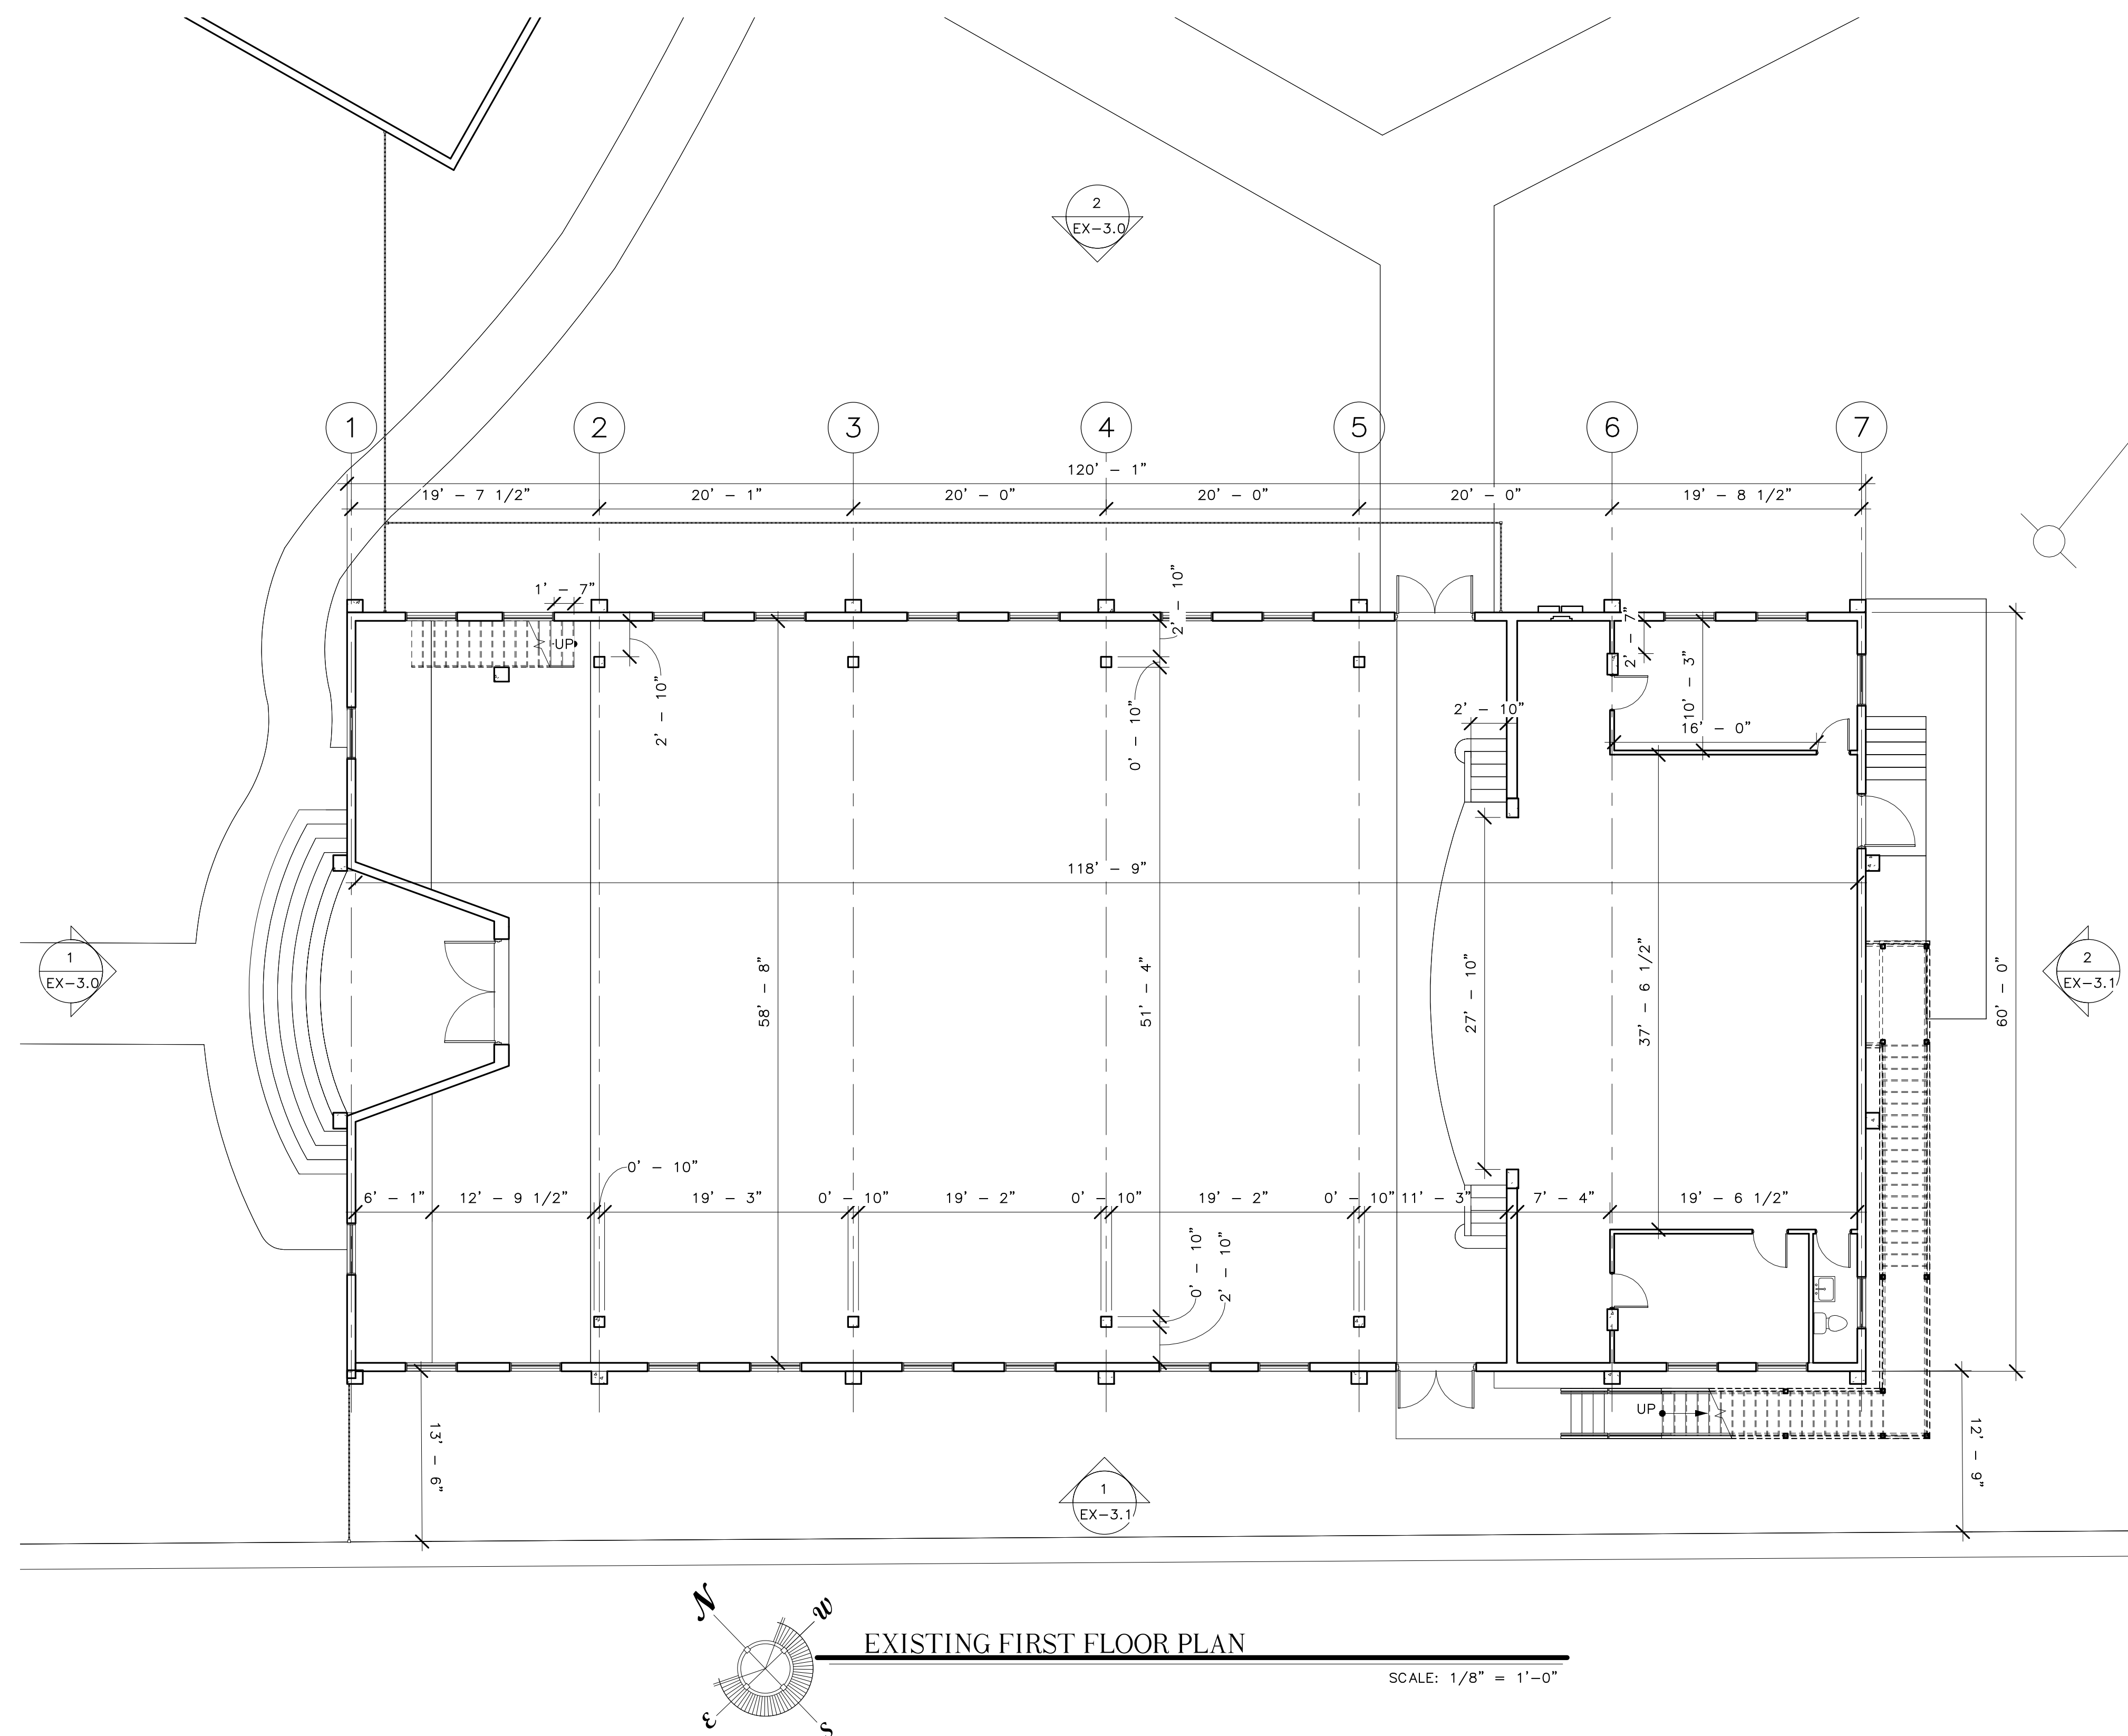 2
EX-3.0
1
2
3
4
5
6
7
120' - 1"
19' - 7 1/2"
20' - 1"
20' - 0"
20' - 0"
20' - 0"
19' - 8 1/2"
1' - 7"
2' - 10"
UP
2' - 7"
2' - 10"
0' - 10"
10' - 3"
2' - 10"
16' - 0"
118' - 9"
1
EX-3.0
58' - 8"
51' - 4"
27' - 10"
37' - 6 1/2"
60' - 0"
2
EX-3.1
0' - 10"
6' - 1"
12' - 9 1/2"
19' - 3"
0' - 10"
19' - 2"
0' - 10"
19' - 2"
0' - 10"
11' - 3"
7' - 4"
19' - 6 1/2"
0' - 10"
2' - 10"
UP
13' - 6"
12' - 9"
1
EX-3.1
N
W
E
S
EXISTING FIRST FLOOR PLAN
SCALE: 1/8" = 1'-0"